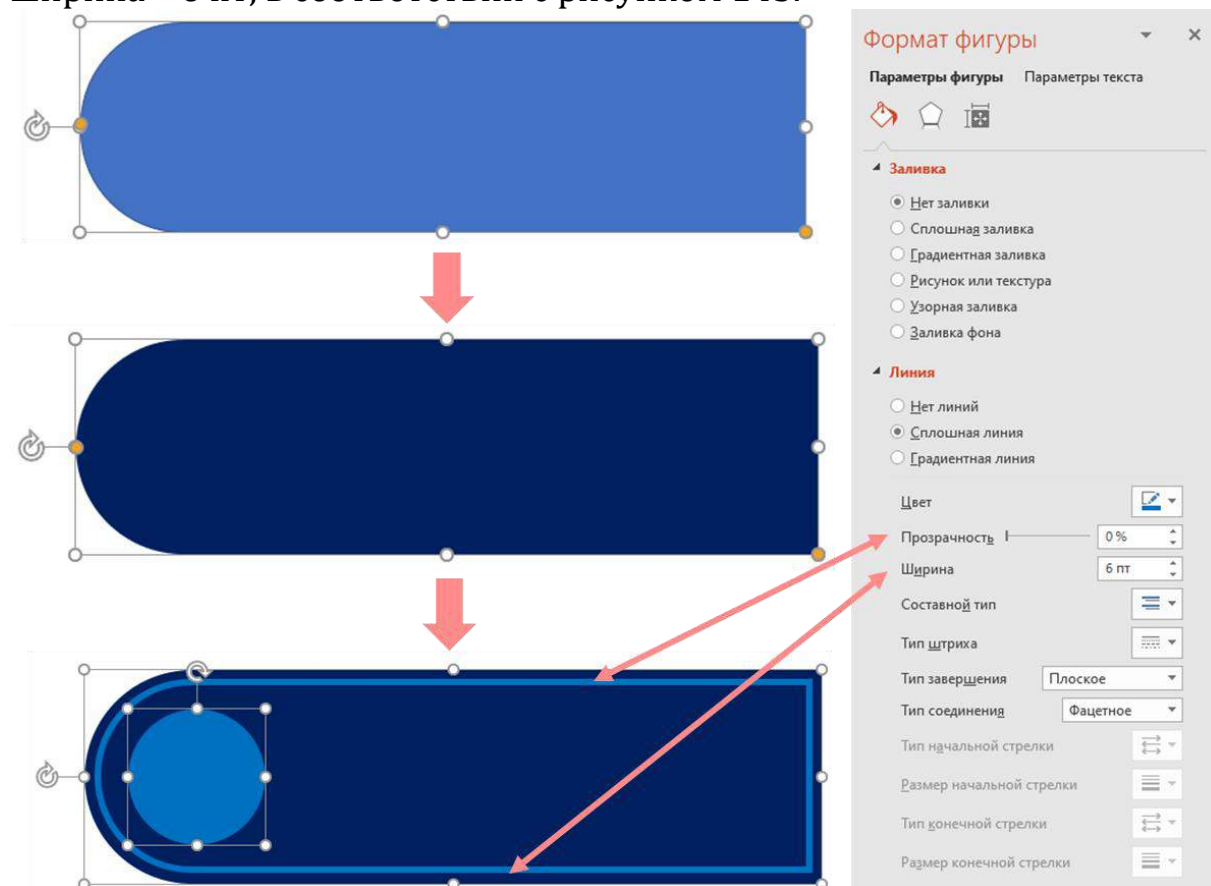 Формат фигуры
Параметры фигуры Параметры текста
Заливка
Нет заливки
Сплошная заливка
Градиентная заливка
Рисунок или текстура
Узорная заливка
Заливка фона
Линия
Нет линий
Сплошная линия
Градиентная линия
Цвет
Прозрачность 0%
Ширина 6 пт
Составной тип
Тип штриха
Тип завершения Плоское
Тип соединения Фацетное
Тип начальной стрелки
Размер начальной стрелки
Тип конечной стрелки
Размер конечной стрелки